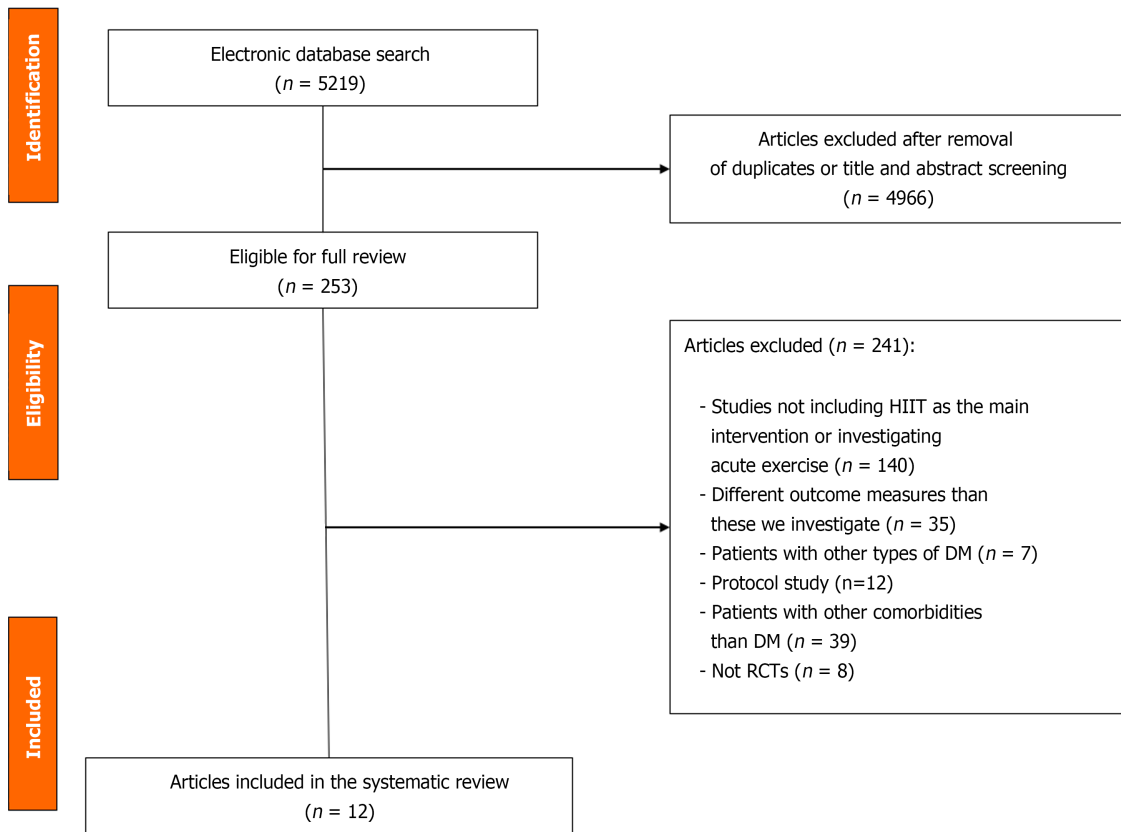 Identification
Electronic database search
(n = 5219)
Articles excluded after removal
of duplicates or title and abstract screening
(n = 4966)
Eligible for full review
(n = 253)
Eligibility
Articles excluded (n = 241):
- Studies not including HIIT as the main
intervention or investigating
acute exercise (n = 140)
- Different outcome measures than
these we investigate (n = 35)
- Patients with other types of DM (n = 7)
- Protocol study (n=12)
- Patients with other comorbidities
than DM (n = 39)
- Not RCTs (n = 8)
Included
Articles included in the systematic review
(n = 12)